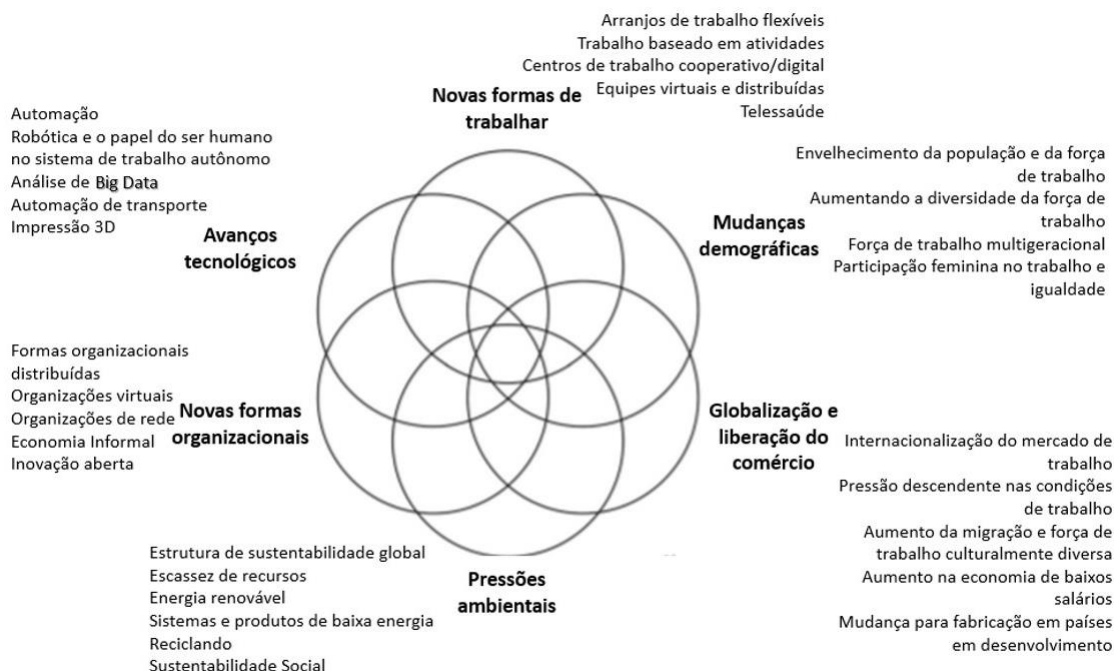 Arranjos de trabalho flexíveis
Trabalho baseado em atividades
Centros de trabalho cooperativo/digital
Equipes virtuais e distribuídas
Telessaúde
Novas formas de
trabalhar
Automação
Robótica e o papel do ser humano
no sistema de trabalho autônomo
Análise de Big Data
Automação de transporte
Impressão 3D
Avanços
tecnológicos
Envelhecimento da população e da força
de trabalho
Aumentando a diversidade da força de
trabalho
Força de trabalho multigeracional
Participação feminina no trabalho e
igualdade
Mudanças
demográficas
Formas organizacionais
distribuídas
Organizações virtuais
Organizações de rede
Economia Informal
Inovação aberta
Novas formas
organizacionais
Globalização e
liberação do
comércio
Internacionalização do mercado de
trabalho
Pressão descendente nas condições
de trabalho
Aumento da migração e força de
trabalho culturalmente diversa
Aumento na economia de baixos
salários
Mudança para fabricação em países
em desenvolvimento
Estrutura de sustentabilidade global
Escassez de recursos
Energia renovável
Sistemas e produtos de baixa energia
Reciclando
Sustentabilidade Social
Pressões
ambientais